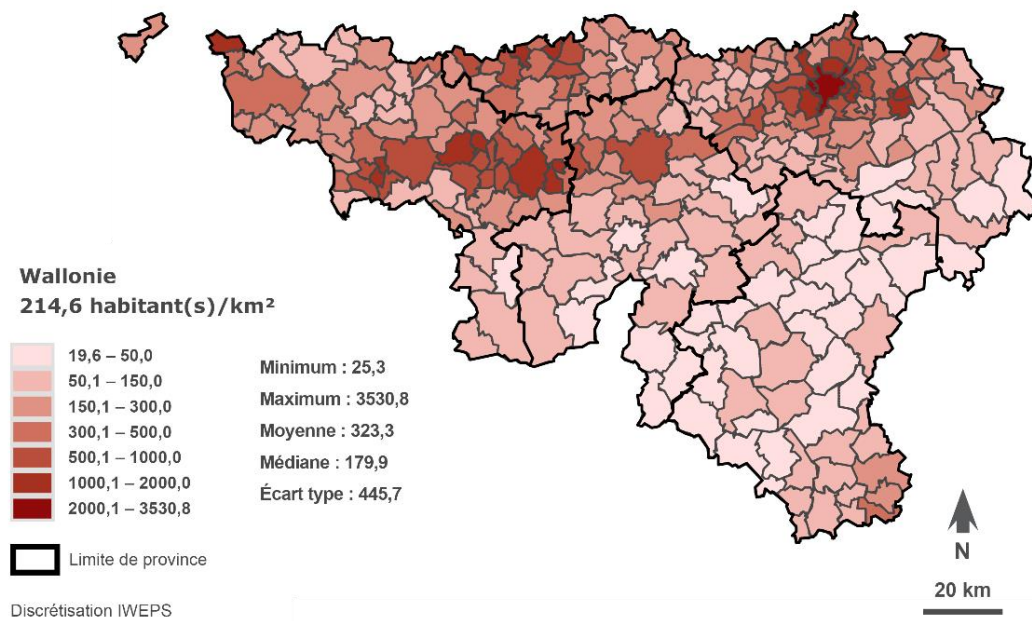 Wallonie
214,6 habitant(s)/km²
19,6 – 50,0
50,1 – 150,0
150,1 – 300,0
300,1 – 500,0
500,1 – 1000,0
1000,1 – 2000,0
2000,1 – 3530,8
Limite de province
Discrétisation IWEPS
Minimum : 25,3
Maximum : 3530,8
Moyenne : 323,3
Médiane : 179,9
Écart type : 445,7
N
20 km